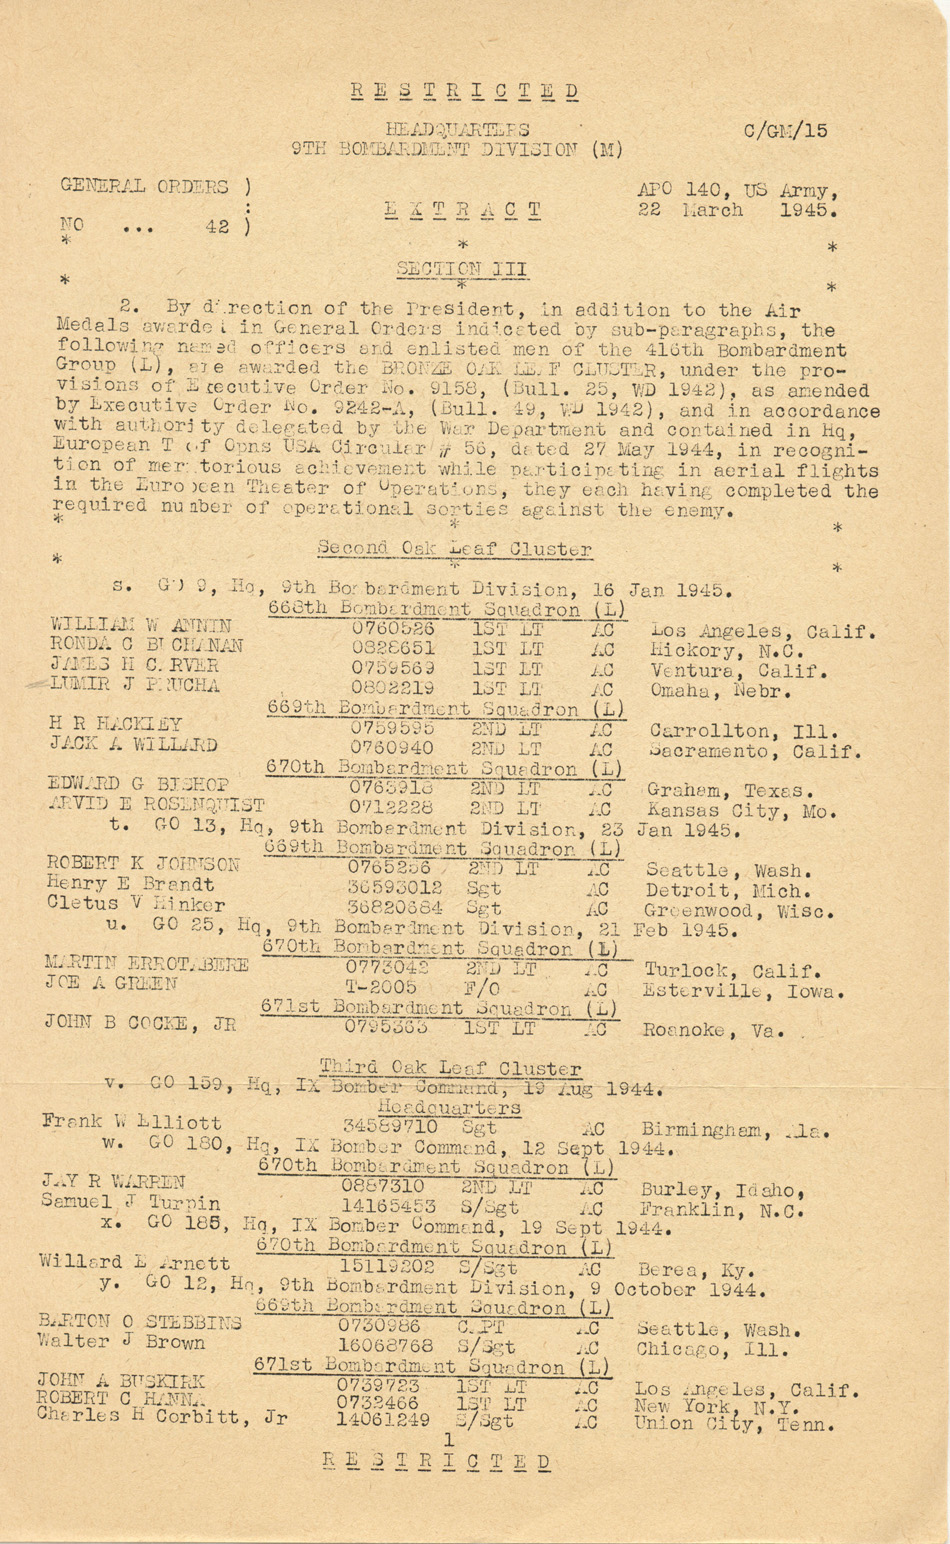 R E S T R I C T E D
HEADQUARTERS C/GM/15
9TH BOMBARDMENT DIVISION (M)
GENERAL ORDERS ) APO 140, US Army,
: E X T R A C T 22 March 1945.
NO ... 42 )
* * *
SECTION III
* * *
2. By direction of the President, in addition to the Air
Medals awarded in General Orders indicated by sub-paragraphs, the
following named officers and enlisted men of the 416th Bombardment
Group (L), are awarded the BRONZE OAK LEAF CLUSTER, under the pro-
visions of Executive Order No. 9158, (Bull. 25, WD 1942), as amended
by Executive Order No. 9242-A, (Bull. 49, WD 1942), and in accordance
with authority delegated by the War Department and contained in Hq,
European T of Opns USA Circular # 56, dated 27 May 1944, in recogni-
tion of meritorious achievement while participating in aerial flights
in the European Theater of Operations, they each having completed the
required number of operational sorties against the enemy.
* * *
Second Oak Leaf Cluster
* * *
s. GO 9, Hq, 9th Bombardment Division, 16 Jan 1945.
668th Bombardment Squadron (L)
WILLIAM W ANNIN 0760526 1ST LT AC Los Angeles, Calif.
RONDA C BUCHANAN 0828651 1ST LT AC Hickory, N.C.
JAMES H CARVER 0759569 1ST LT AC Ventura, Calif.
LUMIR J PRUCHA 0802219 1ST LT AC Omaha, Nebr.
669th Bombardment Squadron (L)
H R HACKLEY 0759595 2ND LT AC Carrollton, Ill.
JACK A WILLARD 0760940 2ND LT AC Sacramento, Calif.
670th Bombardment Squadron (L)
EDWARD G BISHOP 0763918 2ND LT AC Graham, Texas.
ARVID E ROSENQUIST 0712228 2ND LT AC Kansas City, Mo.
t. GO 13, Hq, 9th Bombardment Division, 23 Jan 1945.
669th Bombardment Squadron (L)
ROBERT K JOHNSON 0765256 2ND LT AC Seattle, Wash.
Henry E Brandt 36593012 Sgt AC Detroit, Mich.
Cletus V Hinker 36820684 Sgt AC Greenwood, Wisc.
u. GO 25, Hq, 9th Bombardment Division, 21 Feb 1945.
670th Bombardment Squadron (L)
MARTIN ERROTABERE 0773042 2ND LT AC Turlock, Calif.
JOE A GREEN T-2005 F/O AC Esterville, Iowa.
671st Bombardment Squadron (L)
JOHN B COCKE, JR 0795363 1ST LT AC Roanoke, Va.
Third Oak Leaf Cluster
v. GO 159, Hq, IX Bomber Command, 19 Aug 1944.
Headquarters
Frank W Elliott 34589710 Sgt AC Birmingham, Ala.
w. GO 180, Hq, IX Bomber Command, 12 Sept 1944.
670th Bombardment Squadron (L)
JAY R WARREN 0887310 2ND LT AC Burley, Idaho,
Samuel J Turpin 14165453 S/Sgt AC Franklin, N.C.
x. GO 185, Hq, IX Bomber Command, 19 Sept 1944.
670th Bombardment Squadron (L)
Willard E Arnett 15119202 S/Sgt AC Berea, Ky.
y. GO 12, Hq, 9th Bombardment Division, 9 October 1944.
669th Bombardment Squadron (L)
BARTON O STEBBINS 0730986 CAPT AC Seattle, Wash.
Walter J Brown 16068768 S/Sgt AC Chicago, Ill.
671st Bombardment Squadron (L)
JOHN A BUSKIRK 0739723 1ST LT AC Los Angeles, Calif.
ROBERT C HANNA 0732466 1ST LT AC New York, N.Y.
Charles H Corbitt, Jr 14061249 S/Sgt AC Union City, Tenn.
1
R E S T R I C T E D